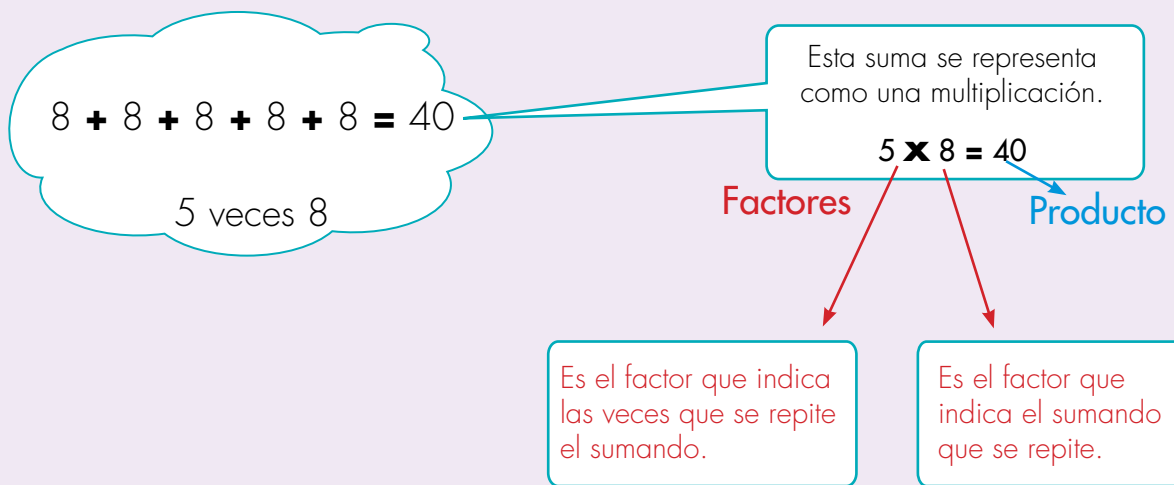 8 + 8 + 8 + 8 + 8 = 40
5 veces 8
Esta suma se representa
como una multiplicación.
5 x 8 = 40
Factores
Producto
Es el factor que indica
las veces que se repite
el sumando.
Es el factor que
indica el sumando
que se repite.